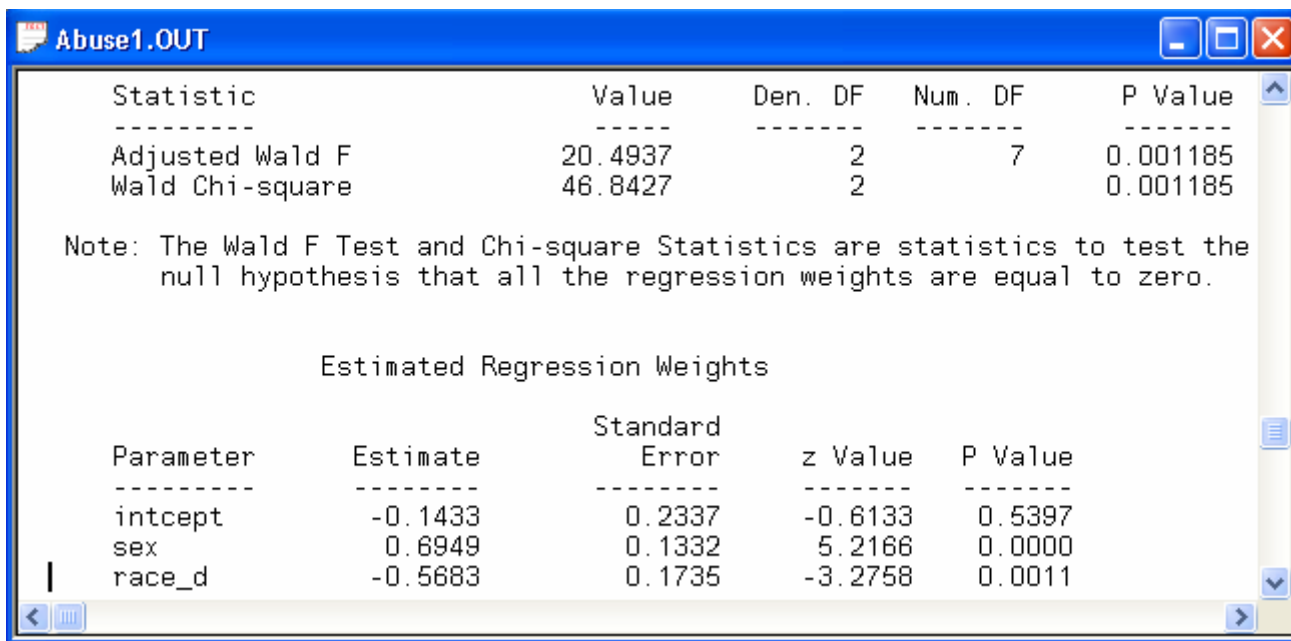 Abuse1.OUT
Statistic Value Den. DF Num. DF P Value
--------- ----- ------- ------- -------
Adjusted Wald F 20.4937 2 7 0.001185
Wald Chi-square 46.8427 2 0.001185
Note: The Wald F Test and Chi-square Statistics are statistics to test the
null hypothesis that all the regression weights are equal to zero.
Estimated Regression Weights
Standard
Parameter Estimate Error z Value P Value
--------- -------- -------- ------- -------
intcept -0.1433 0.2337 -0.6133 0.5397
sex 0.6949 0.1332 5.2166 0.0000
race_d -0.5683 0.1735 -3.2758 0.0011